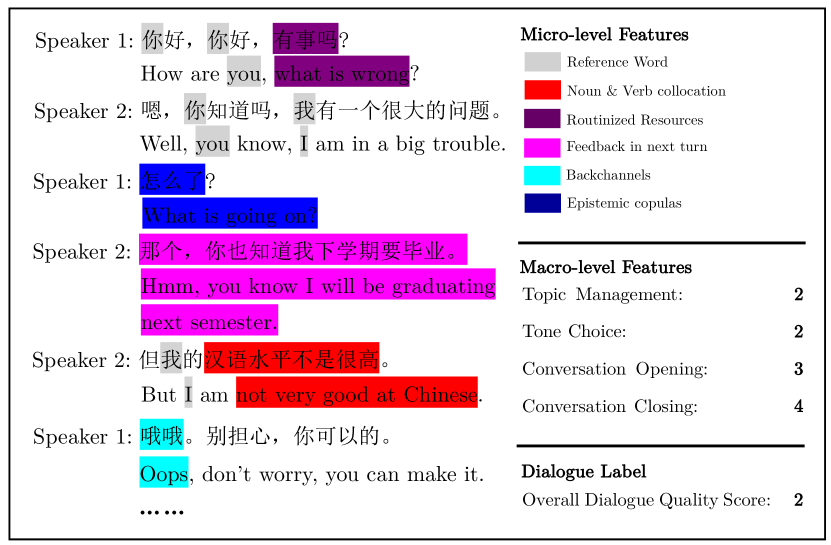 Speaker 1: 你好，你好，有事吗?
How are you, what is wrong?
Speaker 2: 嗯，你知道吗，我有一个很大的问题。
Well, you know, I am in a big trouble.
Speaker 1: 怎么了?
What is going on?
Speaker 2: 那个，你也知道我下学期要毕业。
Hmm, you know I will be graduating
next semester.
Speaker 2: 但我的汉语水平不是很高。
But I am not very good at Chinese.
Speaker 1: 哦哦。别担心，你可以的。
Oops, don't worry, you can make it.
... ...
Micro-level Features
Reference Word
Noun & Verb collocation
Routinized Resources
Feedback in next turn
Backchannels
Epistemic copulas
Macro-level Features
Topic Management: 2
Tone Choice: 2
Conversation Opening: 3
Conversation Closing: 4
Dialogue Label
Overall Dialogue Quality Score: 2